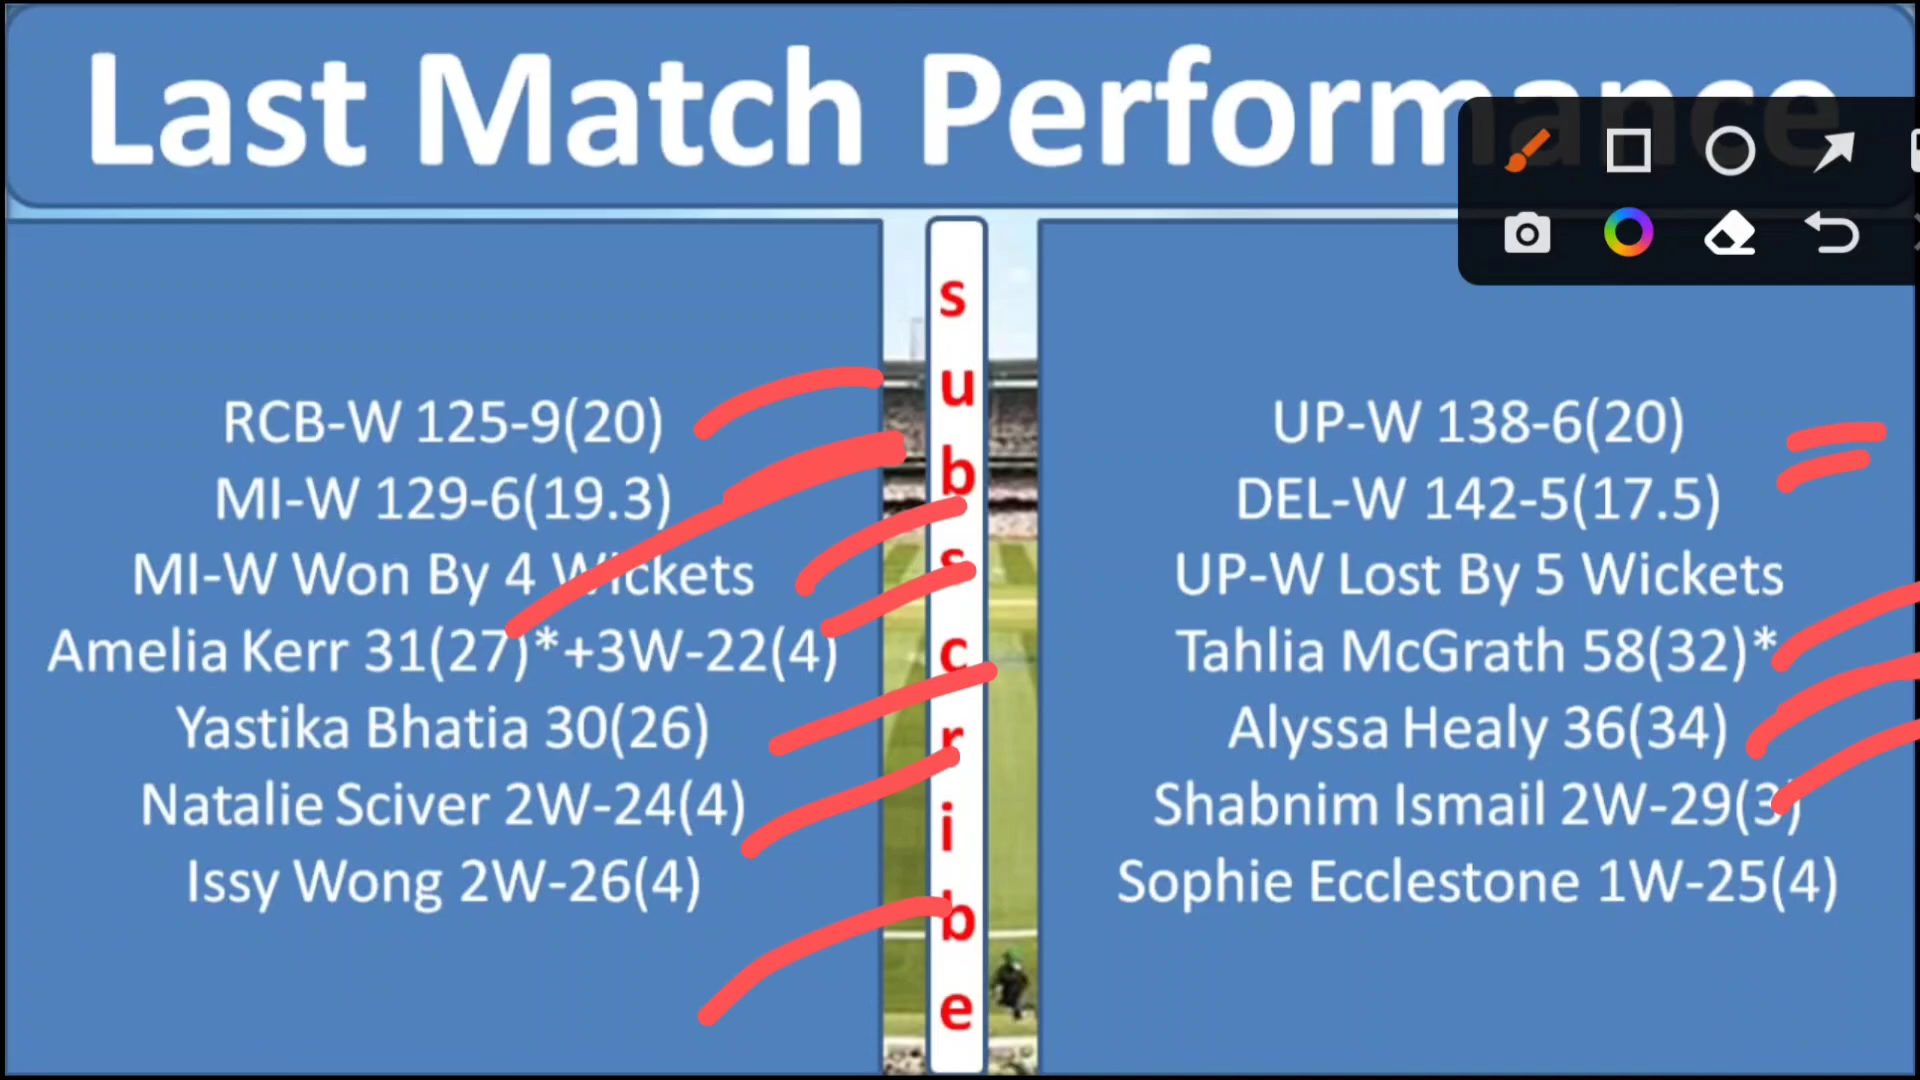 Last Match Performance
RCB-W 125-9(20)
MI-W 129-6(19.3)
MI-W Won By 4 Wickets
Amelia Kerr 31(27)*+3W-22(4)
Yastika Bhatia 30(26)
Natalie Sciver 2W-24(4)
Issy Wong 2W-26(4)
subscribe
UP-W 138-6(20)
DEL-W 142-5(17.5)
UP-W Lost By 5 Wickets
Tahlia McGrath 58(32)*
Alyssa Healy 36(34)
Shabnim Ismail 2W-29(3)
Sophie Ecclestone 1W-25(4)